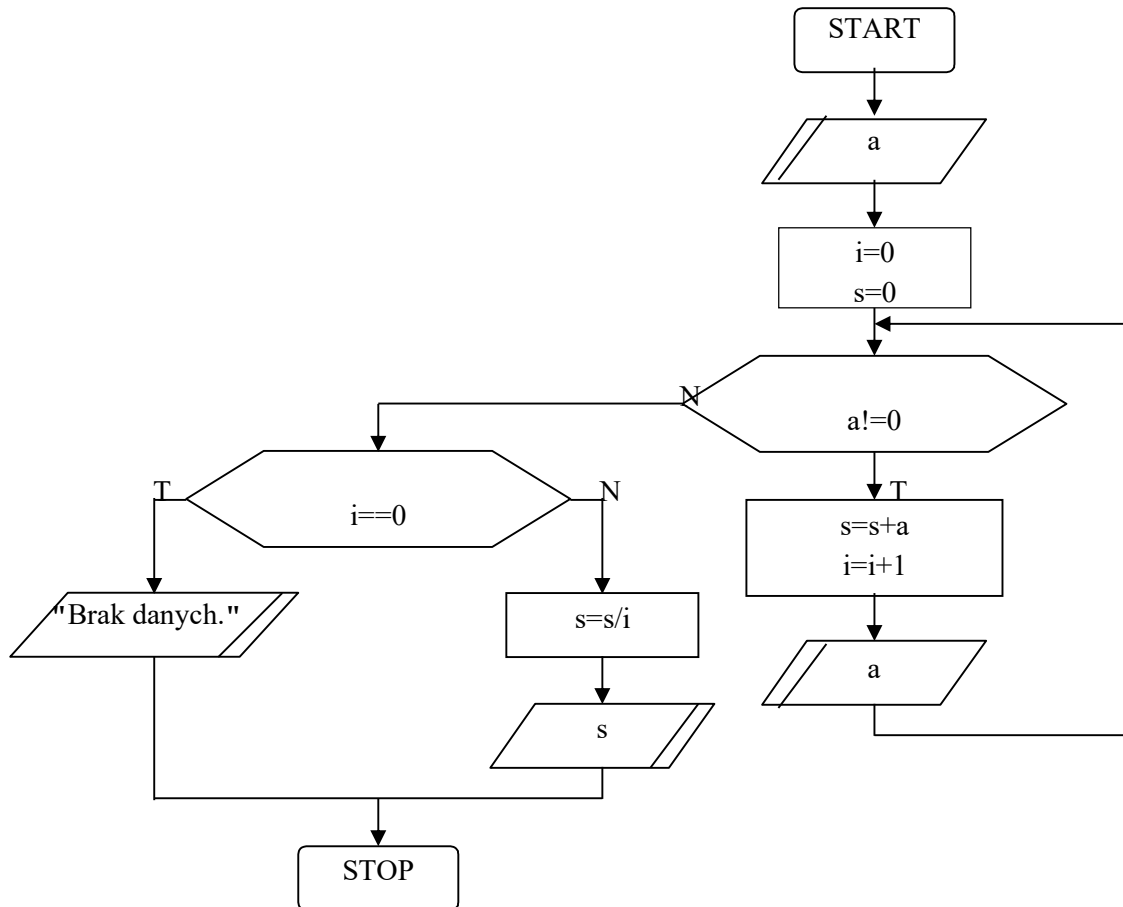 START
a
i=0
s=0
N
a!=0
T
s=s+a
i=i+1
a
T
i==0
N
"Brak danych."
s=s/i
s
STOP